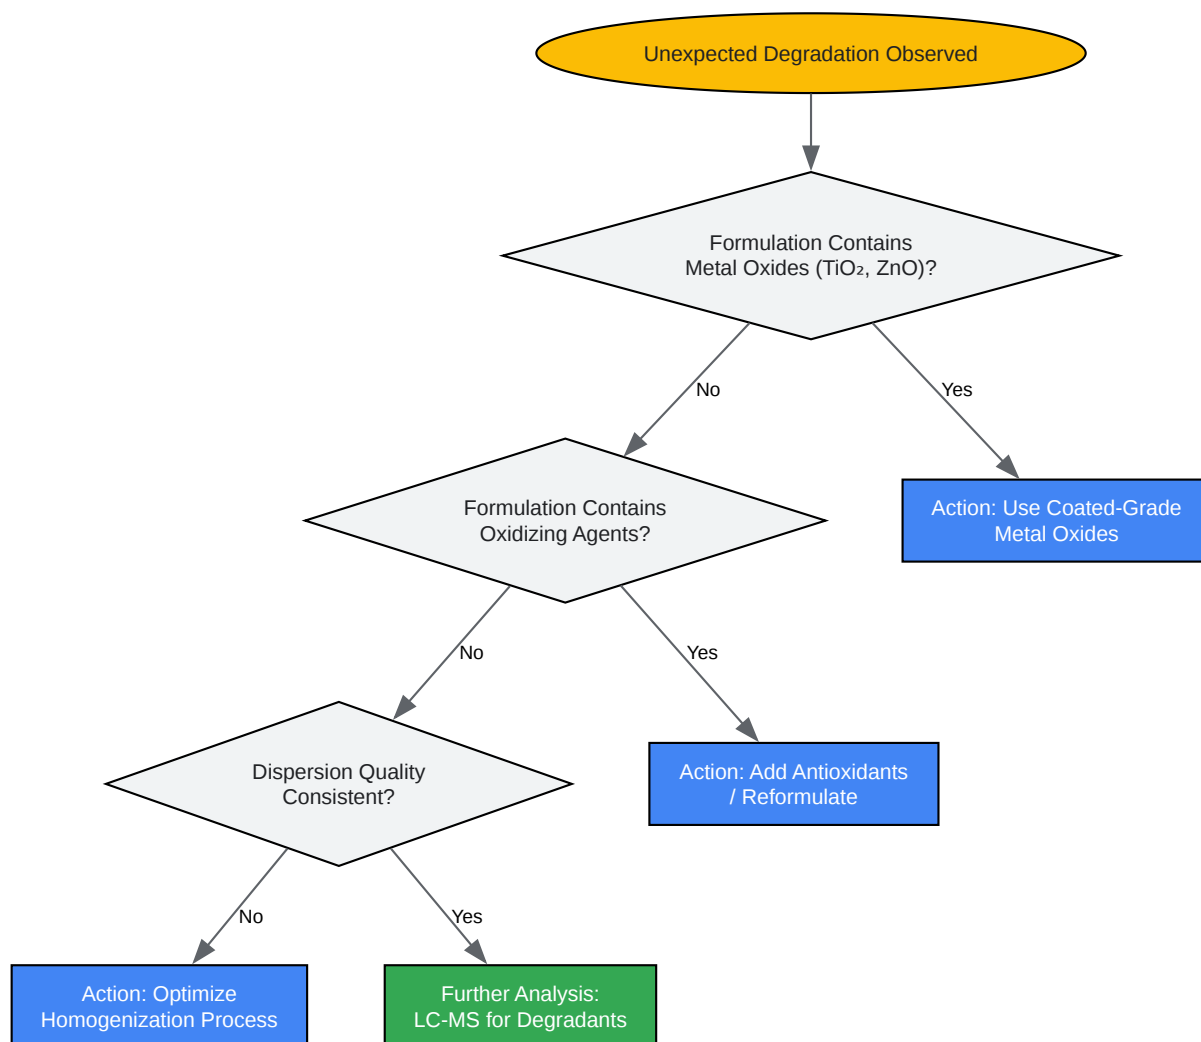 Unexpected Degradation Observed
Formulation Contains
Metal Oxides (TiO₂, ZnO)?
No
Yes
Formulation Contains
Oxidizing Agents?
Action: Use Coated-Grade
Metal Oxides
No
Yes
Dispersion Quality
Consistent?
Action: Add Antioxidants
/ Reformulate
No
Yes
Action: Optimize
Homogenization Process
Further Analysis:
LC-MS for Degradants